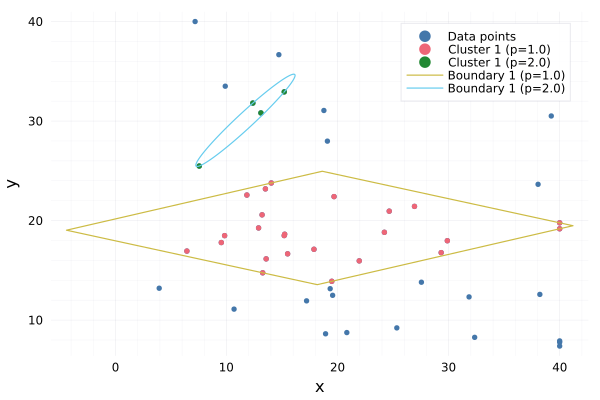 40
30
20
10
y
0
10
20
30
40
x
Data points
Cluster 1 (p=1.0)
Cluster 1 (p=2.0)
Boundary 1 (p=1.0)
Boundary 1 (p=2.0)